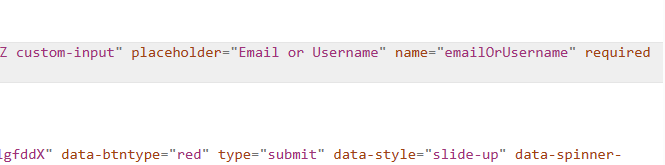 Z custom-input" placeholder="Email or Username" name="emailOrUsername" required
lgfddX" data-btntype="red" type="submit" data-style="slide-up" data-spinner-